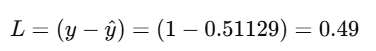 L = (y − ŷ) = (1 − 0.51129) = 0.49